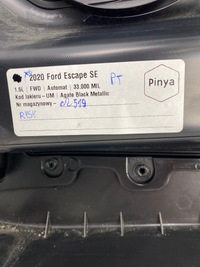 2020 Ford Escape SE
PT
1.5L | FWD | Automat | 33.000 MIL
Kod lakieru - UM | Agate Black Metallic
Nr magazynowy -
Pinya